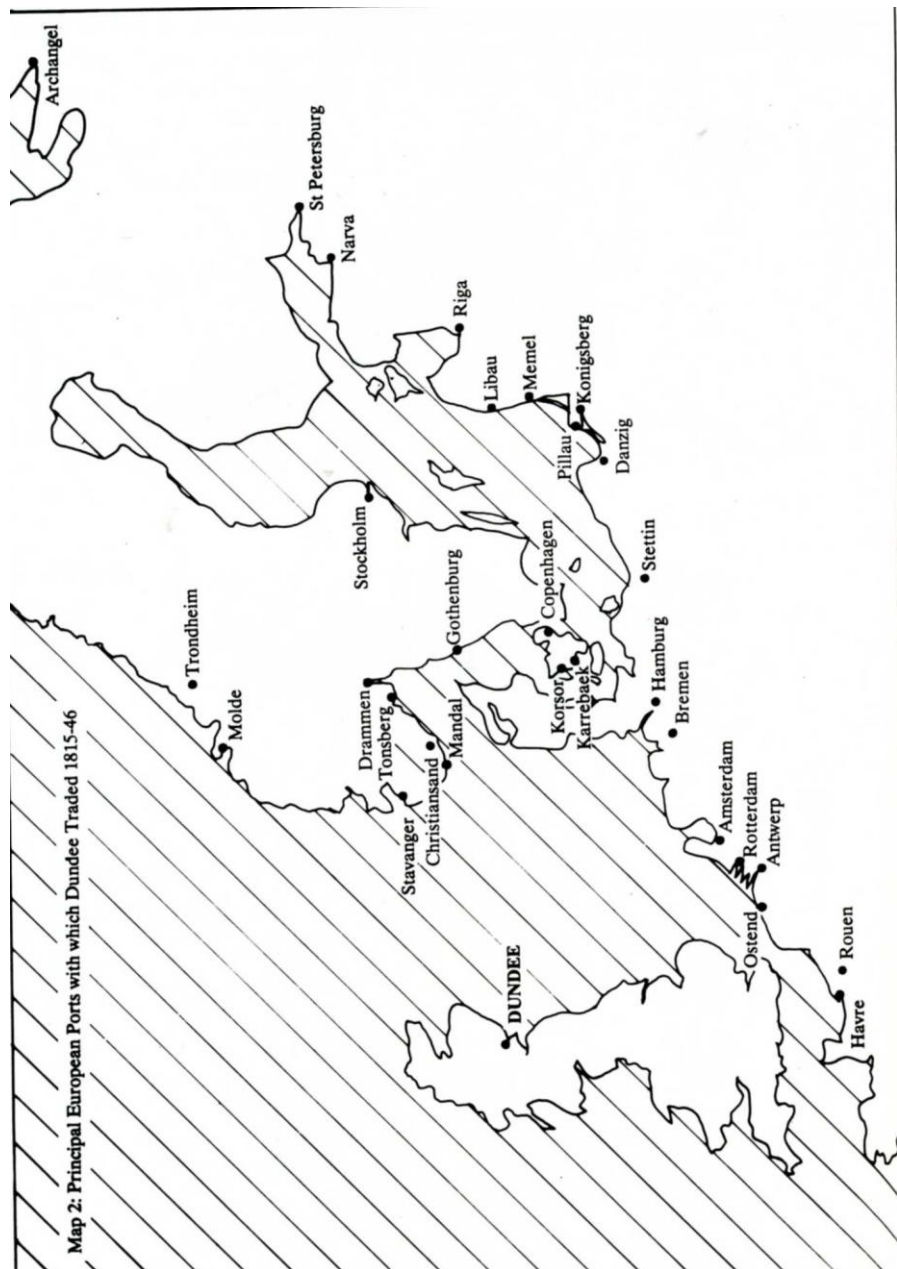 Map 2: Principal European Ports with which Dundee Traded 1815-46
Archangel
Trondheim
Molde
St Petersburg
Narva
Stockholm
Drammen
Tonsberg
Stavanger
Christiansand
Mandal
Gothenburg
Riga
Libau
Memel
Konigsberg
Pillau
Danzig
DUNDEE
Copenhagen
Korsor
Karrebaek
Stettin
Hamburg
Bremen
Amsterdam
Rotterdam
Antwerp
Ostend
Rouen
Havre